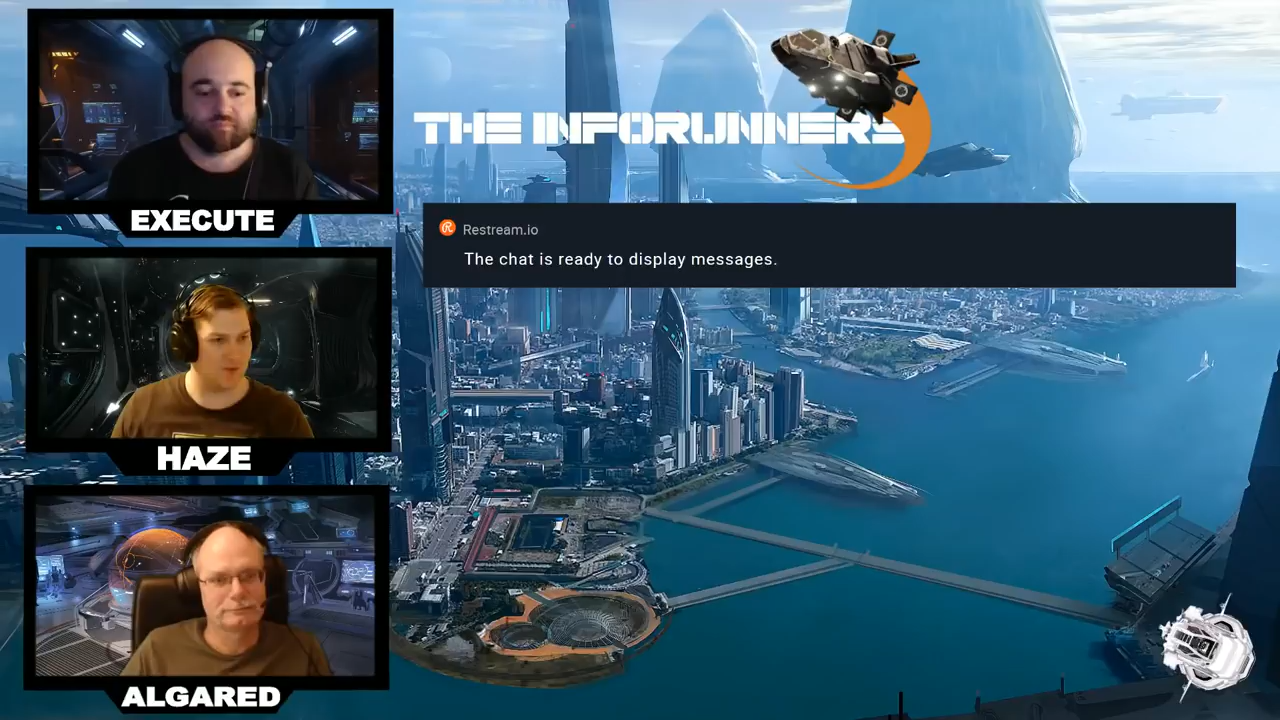 EXECUTE
HAZE
ALGARED
THE INFORUNNERS
Restream.io
The chat is ready to display messages.